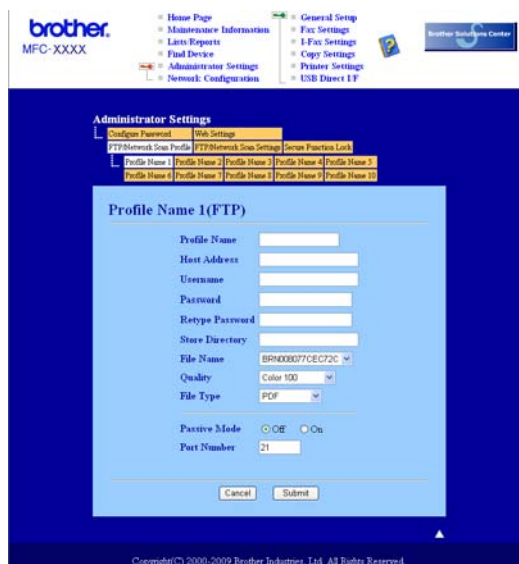 brother.
MFC-XXXX
Home Page
Maintenance Information
Lists/Reports
Find Device
Administrator Settings
Network Configuration
General Setup
Fax Settings
I-Fax Settings
Copy Settings
Printer Settings
USB Direct I/F
Brother Solutions Center
Administrator Settings
Configure Password Web Settings
FTP/Network Scan Profile FTP/Network Scan Settings Secure Function Lock
Profile Name 1 Profile Name 2 Profile Name 3 Profile Name 4 Profile Name 5
Profile Name 6 Profile Name 7 Profile Name 8 Profile Name 9 Profile Name 10
Profile Name 1(FTP)
Profile Name
Host Address
Username
Password
Retype Password
Store Directory
File Name BRN008077CEC72C
Quality Color 100
File Type PDF
Passive Mode Off On
Port Number 21
Cancel Submit
Copyright(C) 2000-2009 Brother Industries, Ltd. All Rights Reserved.